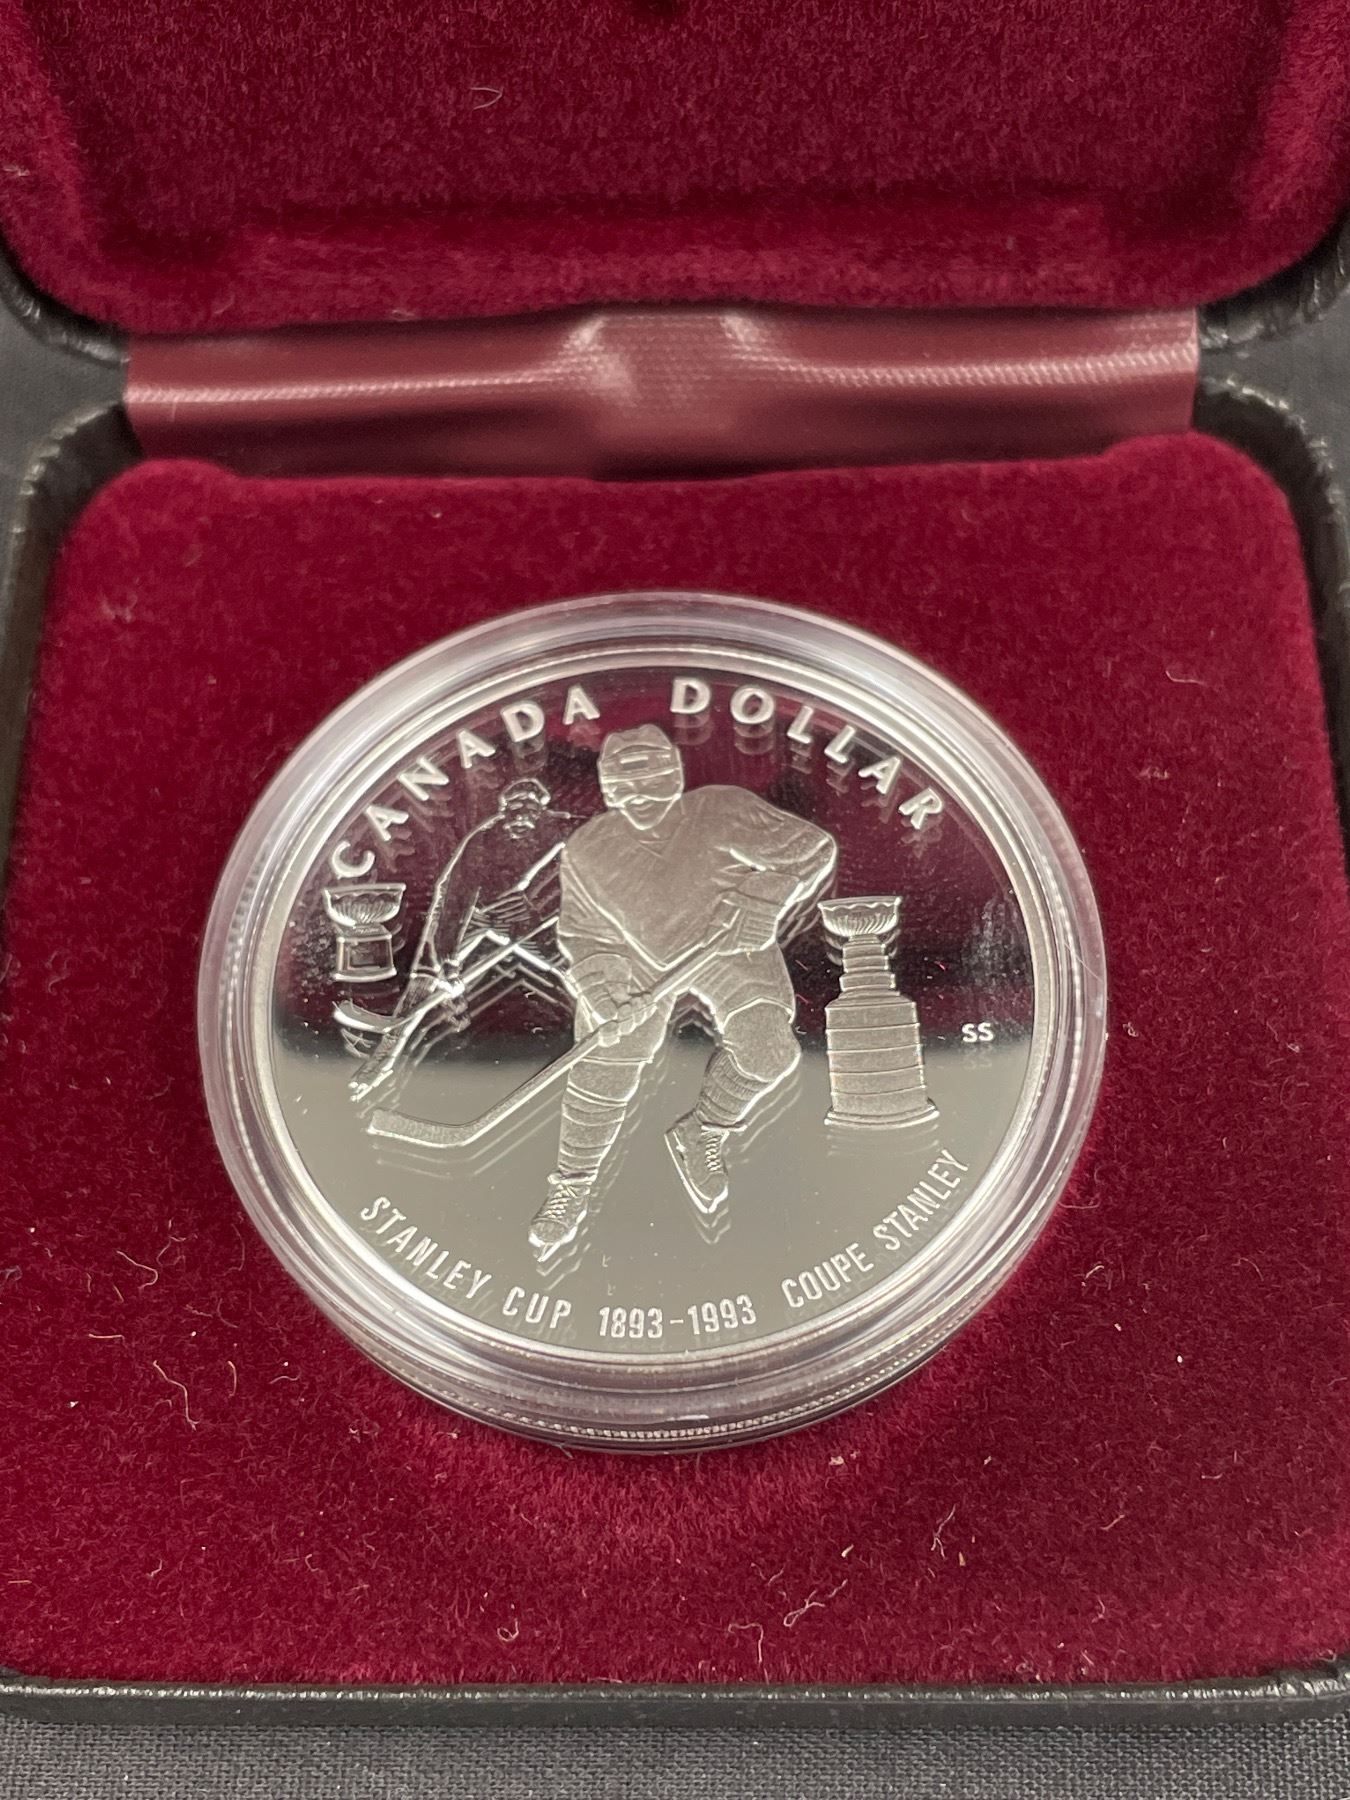 CANADA DOLLAR
SS
STANLEY CUP 1893-1993 COUPE STANLEY